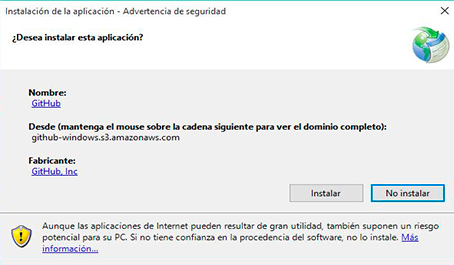 Instalación de la aplicación - Advertencia de seguridad
¿Desea instalar esta aplicación?
Nombre:
GitHub
Desde (mantenga el mouse sobre la cadena siguiente para ver el dominio completo):
github-windows.s3.amazonaws.com
Fabricante:
GitHub, Inc
Instalar
No instalar
Aunque las aplicaciones de Internet pueden resultar de gran utilidad, también suponen un riesgo
potencial para su PC. Si no tiene confianza en la procedencia del software, no lo instale. Más
información...